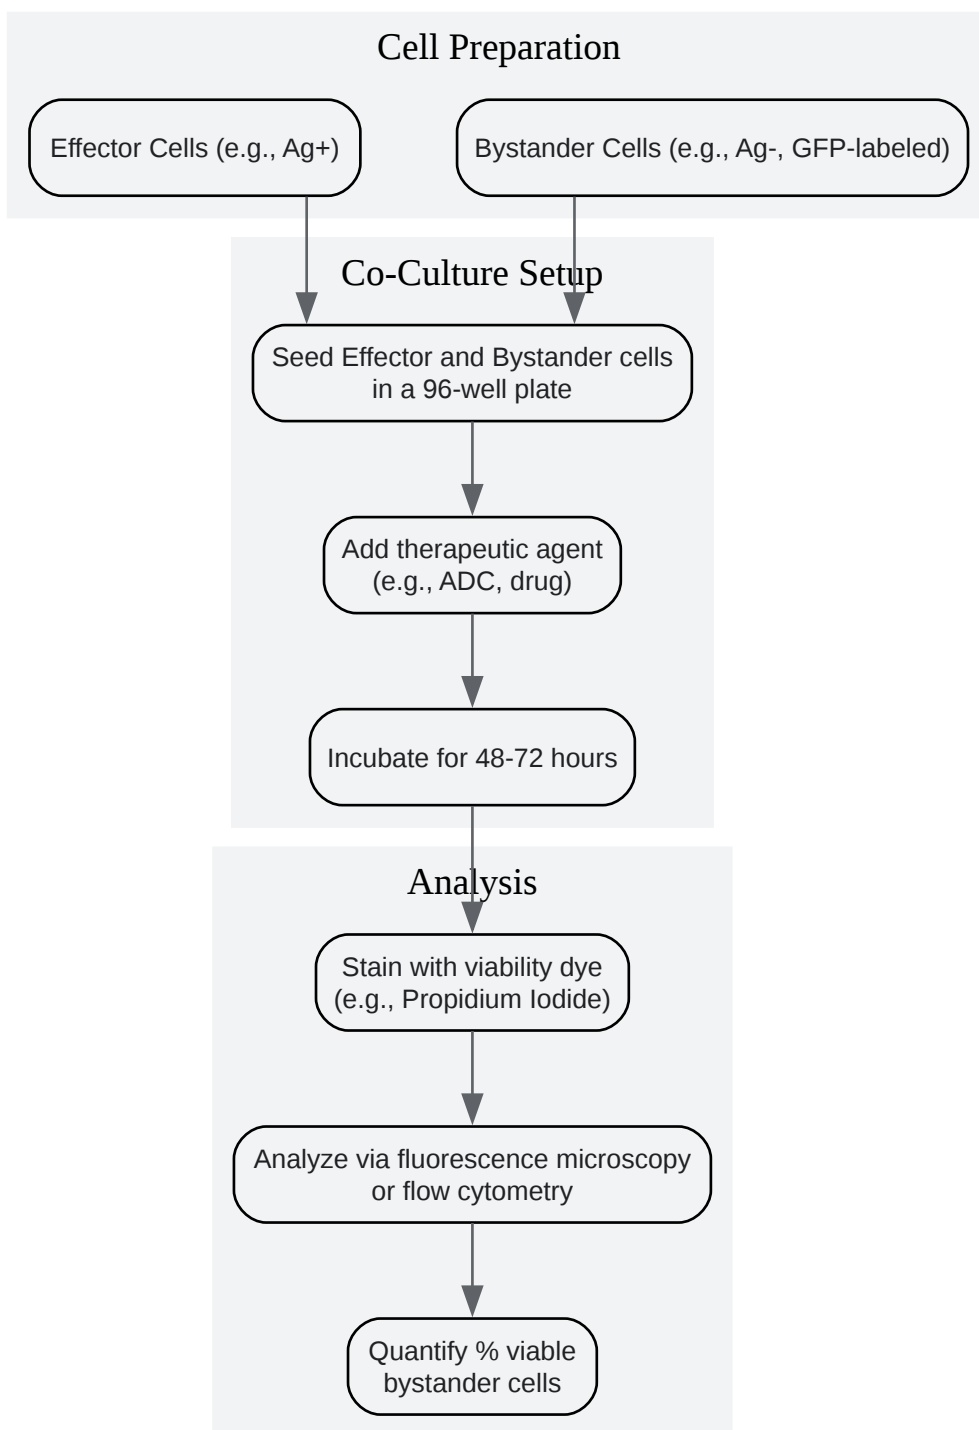 Cell Preparation
Effector Cells (e.g., Ag+)
Bystander Cells (e.g., Ag-, GFP-labeled)
Co-Culture Setup
Seed Effector and Bystander cells
in a 96-well plate
Add therapeutic agent
(e.g., ADC, drug)
Incubate for 48-72 hours
Analysis
Stain with viability dye
(e.g., Propidium Iodide)
Analyze via fluorescence microscopy
or flow cytometry
Quantify % viable
bystander cells